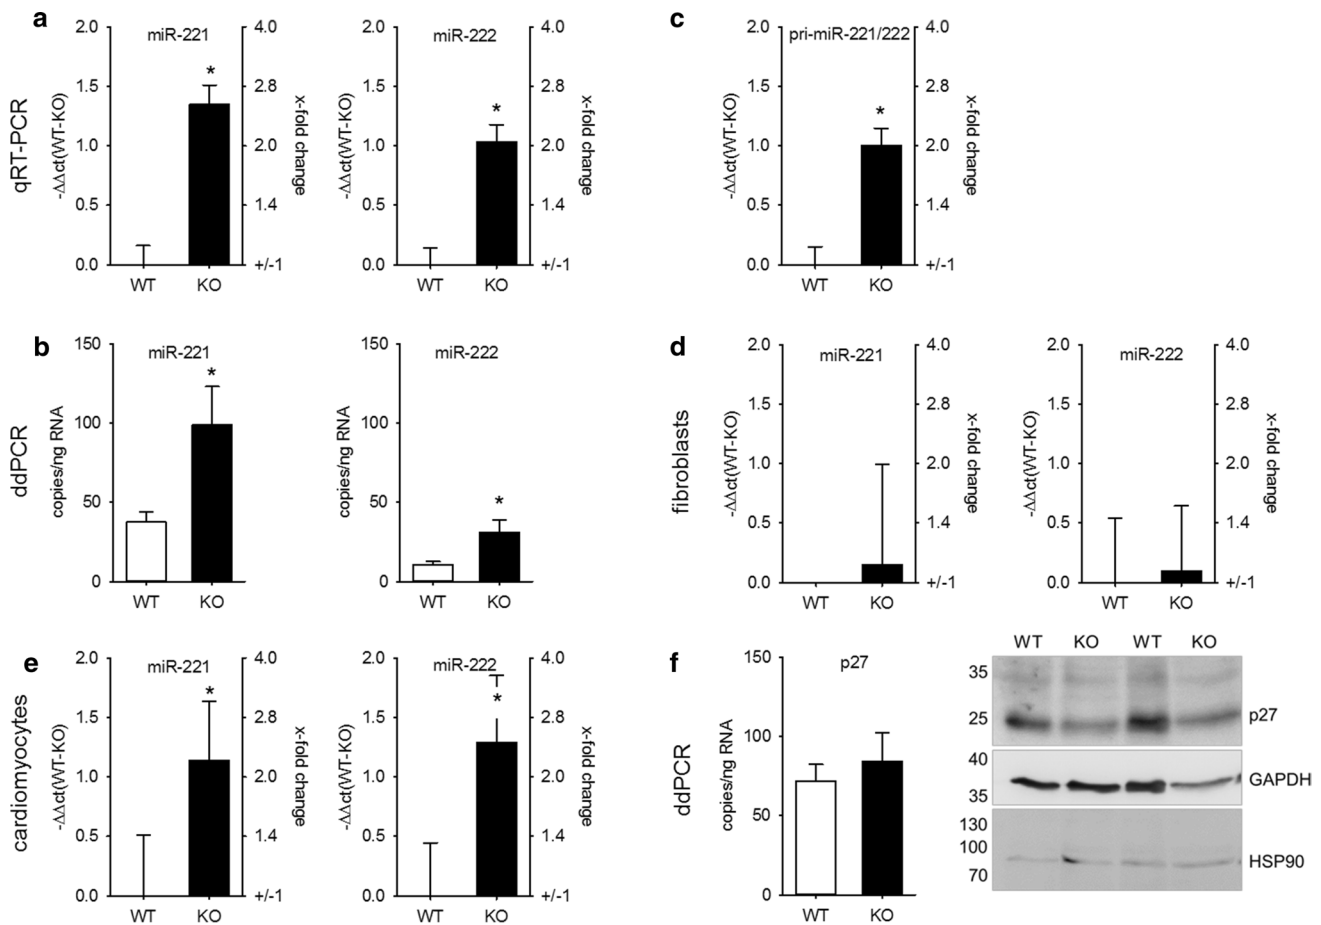 a
qRT-PCR
miR-221
-ΔΔct(WT-KO)
2.0
1.5
1.0
0.5
0.0
*
WT KO
4.0
2.8
2.0
1.4
+/-1
x-fold change
miR-222
-ΔΔct(WT-KO)
2.0
1.5
1.0
0.5
0.0
*
WT KO
4.0
2.8
2.0
1.4
+/-1
x-fold change
c
pri-miR-221/222
-ΔΔct(WT-KO)
2.0
1.5
1.0
0.5
0.0
*
WT KO
4.0
2.8
2.0
1.4
+/-1
x-fold change
b
ddPCR
miR-221
copies/ng RNA
150
100
50
0
*
WT KO
miR-222
copies/ng RNA
150
100
50
0
*
WT KO
d
fibroblasts
miR-221
-ΔΔct(WT-KO)
2.0
1.5
1.0
0.5
0.0
WT KO
4.0
2.8
2.0
1.4
+/-1
x-fold change
miR-222
-ΔΔct(WT-KO)
2.0
1.5
1.0
0.5
0.0
WT KO
4.0
2.8
2.0
1.4
+/-1
x-fold change
e
cardiomyocytes
miR-221
-ΔΔct(WT-KO)
2.0
1.5
1.0
0.5
0.0
*
WT KO
4.0
2.8
2.0
1.4
+/-1
x-fold change
miR-222
-ΔΔct(WT-KO)
2.0
1.5
1.0
0.5
0.0
*
WT KO
4.0
2.8
2.0
1.4
+/-1
x-fold change
f
ddPCR
p27
copies/ng RNA
150
100
50
0
WT KO
WT KO WT KO
35
25
p27
40
35
GAPDH
130
100
70
HSP90